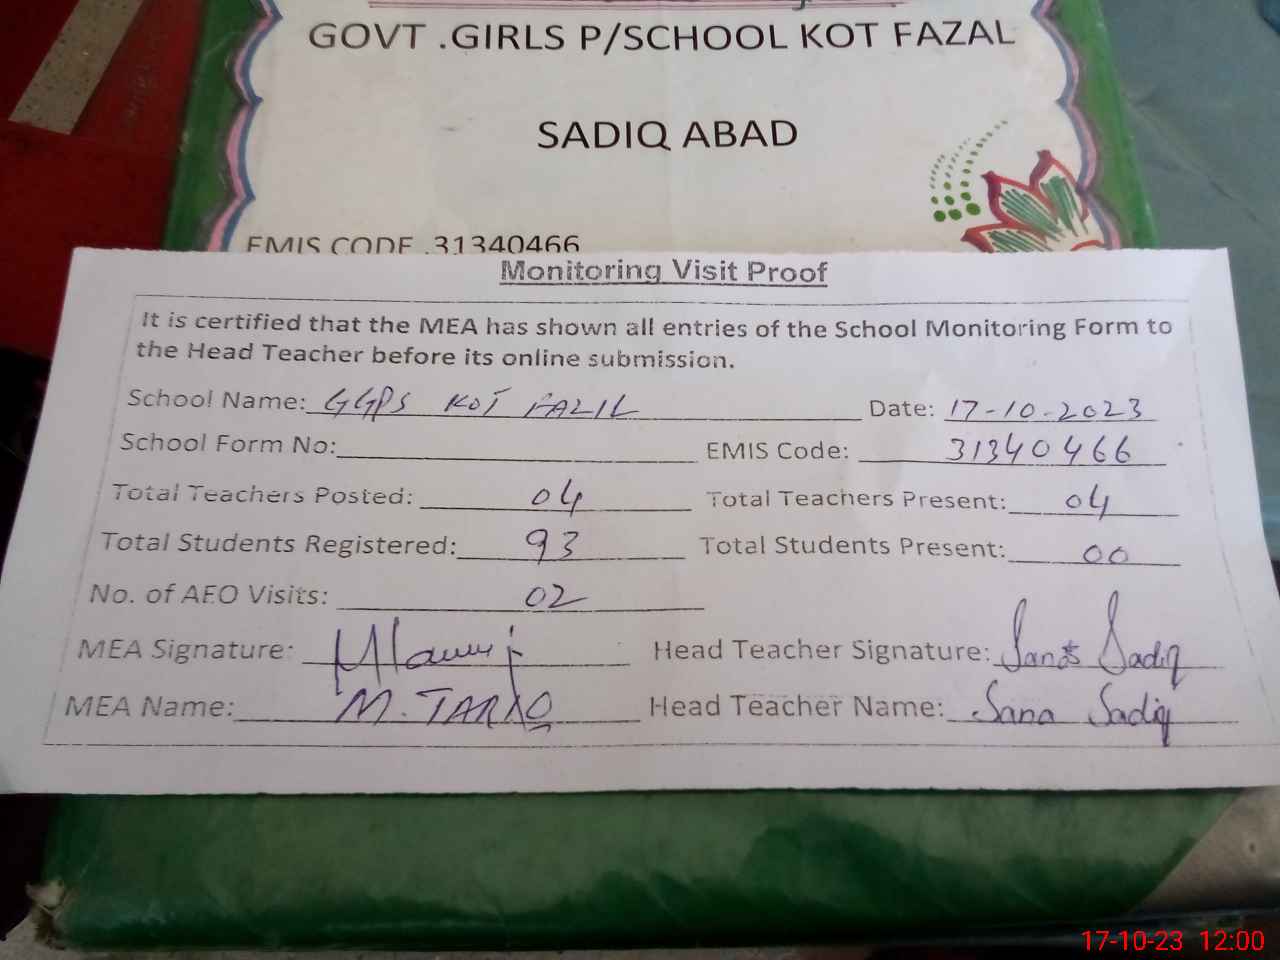 GOVT .GIRLS P/SCHOOL KOT FAZAL
SADIQ ABAD
EMIS CODE .31340466
Monitoring Visit Proof
It is certified that the MEA has shown all entries of the School Monitoring Form to
the Head Teacher before its online submission.
School Name: GGPS KOT FAZIL Date: 17-10-2023
School Form No: EMIS Code: 31340466
Total Teachers Posted: 04 Total Teachers Present: 04
Total Students Registered: 93 Total Students Present: 00
No. of AEO Visits: 02
MEA Signature: Head Teacher Signature: Sana Sadiq
MEA Name: M. TARIQ Head Teacher Name: Sana Sadiq
17-10-23 12:00